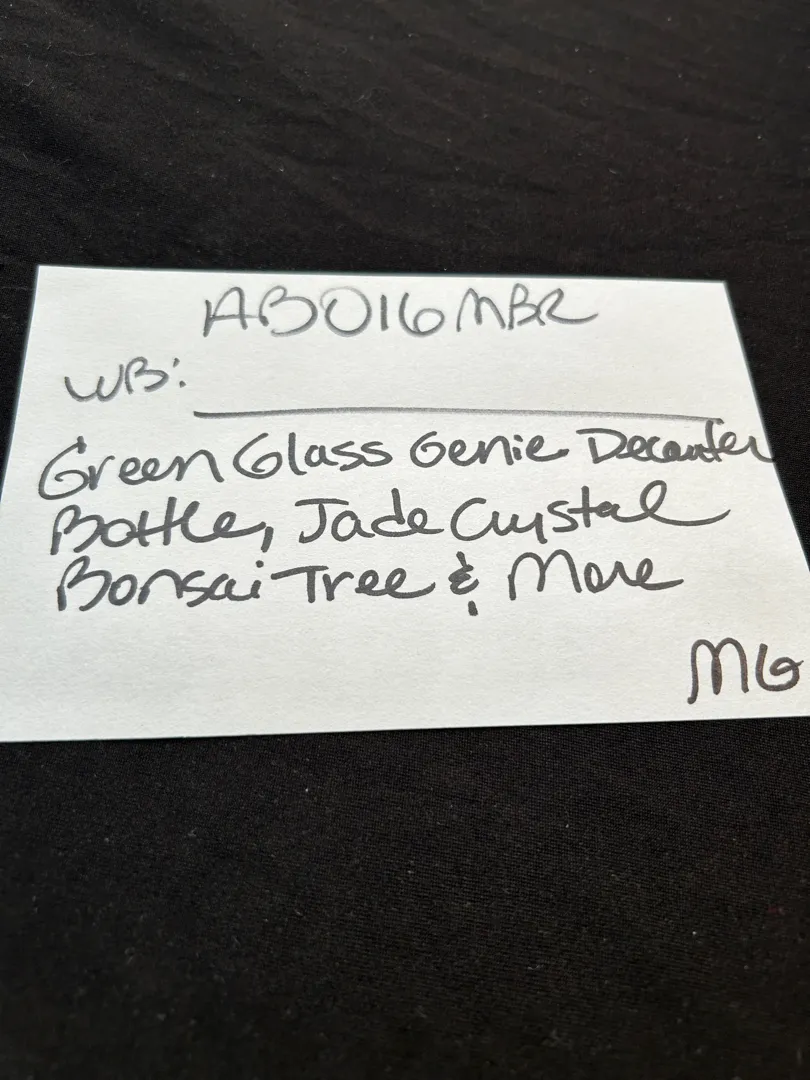 AB016MBR
WB:
Green Glass Genie Decanter
Bottle, Jade Crystal
Bonsai Tree & More
MG